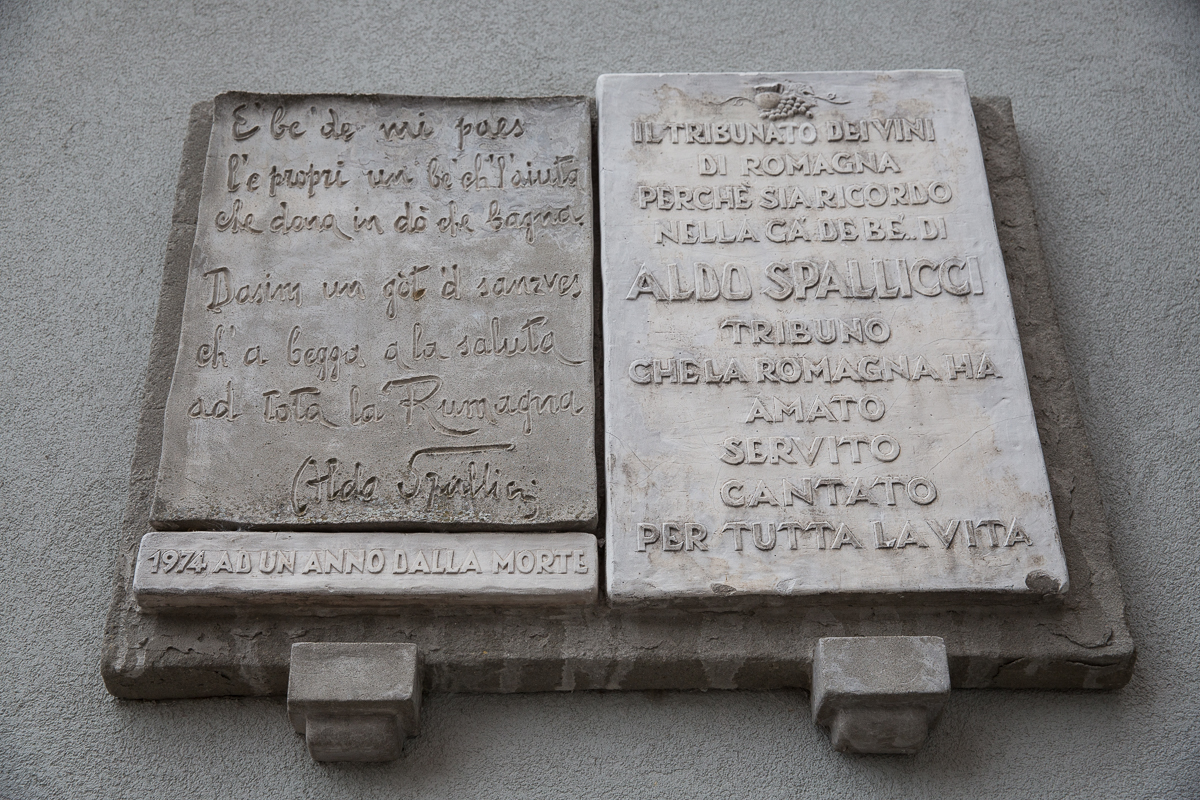 E' be' de mi paes
l'è propri un be' ch'l'aiuta
che dona in dò che bagna.
Dasim un gòt 'd sanzves
ch'a begga a la saluta
ad tota la Rumagna
Aldo Spallicci
1974 AD UN ANNO DALLA MORTE
IL TRIBUNATO DEI VINI
DI ROMAGNA
PERCHÈ SIA RICORDO
NELLA CÀ DE BÈ.. DI
ALDO SPALLICCI
TRIBUNO
CHE LA ROMAGNA HA
AMATO
SERVITO
CANTATO
PER TUTTA LA VITA